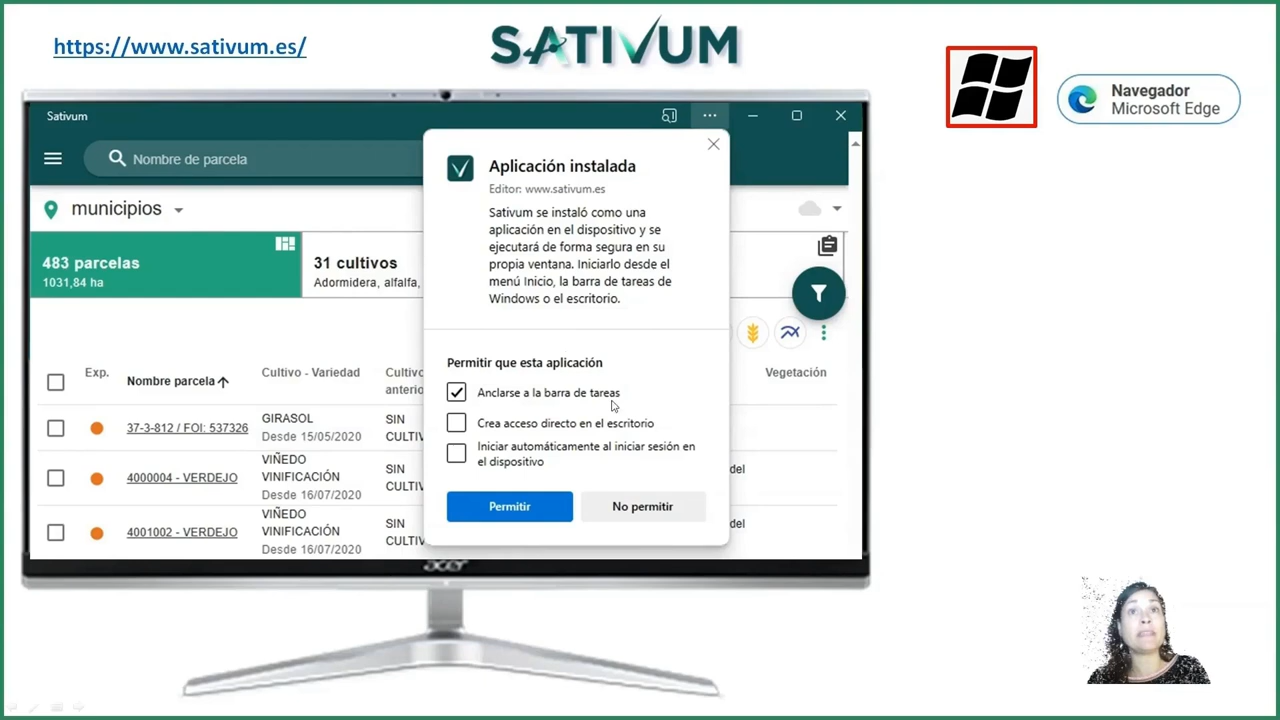 https://www.sativum.es/
SATIVUM
Navegador
Microsoft Edge
Sativum
Nombre de parcela
municipios
483 parcelas
1031,84 ha
31 cultivos
Adormidera, alfalfa,
Aplicación instalada
Editor: www.sativum.es
Sativum se instaló como una
aplicación en el dispositivo y se
ejecutará de forma segura en su
propia ventana. Iniciarlo desde el
menú Inicio, la barra de tareas de
Windows o el escritorio.
Permitir que esta aplicación
Anclarse a la barra de tareas
Crea acceso directo en el escritorio
Iniciar automáticamente al iniciar sesión en
el dispositivo
Permitir
No permitir
Exp.
Nombre parcela
Cultivo - Variedad
Cultivo
anterio
Vegetación
37-3-812 / FOI: 537326
GIRASOL
Desde 15/05/2020
SIN
CULTI
4000004 - VERDEJO
VIÑEDO
VINIFICACIÓN
Desde 16/07/2020
SIN
CULTI
del
4001002 - VERDEJO
VIÑEDO
VINIFICACIÓN
Desde 16/07/2020
SIN
CULTIV
del
acer